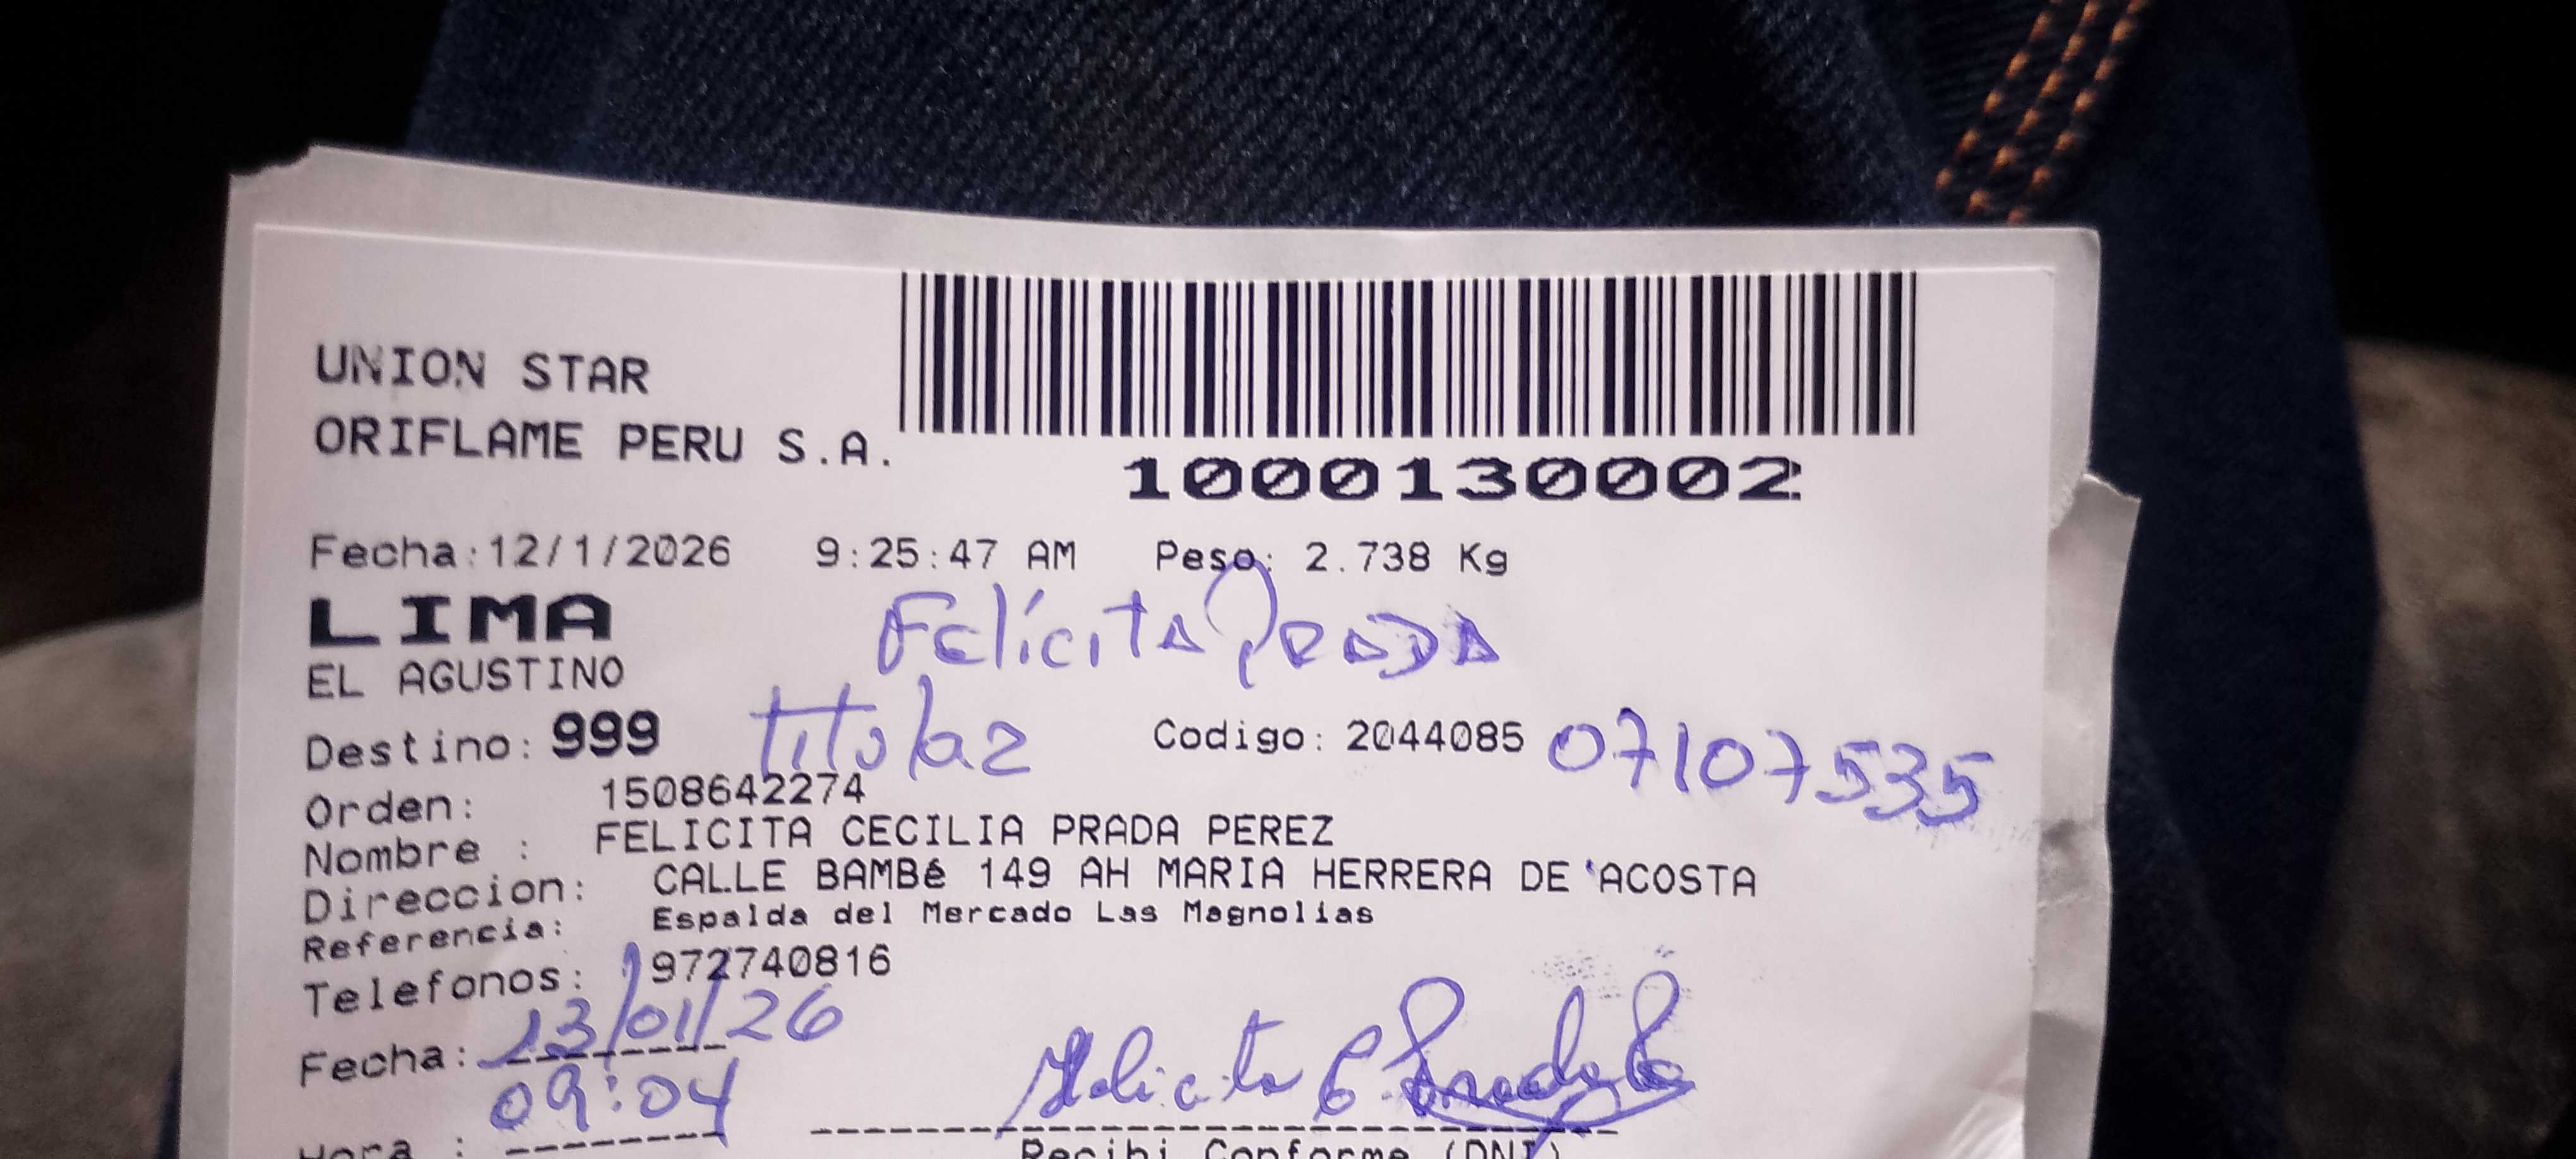 UNION STAR
ORIFLAME PERU S.A.
1000130002
Fecha:12/1/2026 9:25:47 AM Peso: 2.738 Kg
LIMA
Felícita PRADA
EL AGUSTINO
Destino: 999 titular Codigo: 2044085 07107535
Orden: 1508642274
Nombre : FELICITA CECILIA PRADA PEREZ
Direccion: CALLE BAMBé 149 AH MARIA HERRERA DE ACOSTA
Referencia: Espalda del Mercado Las Magnolias
Telefonos: 972740816
Fecha: 13/01/26
Hora : 09:04
Felicita C Prada P
Recibi Conforme (DNI)